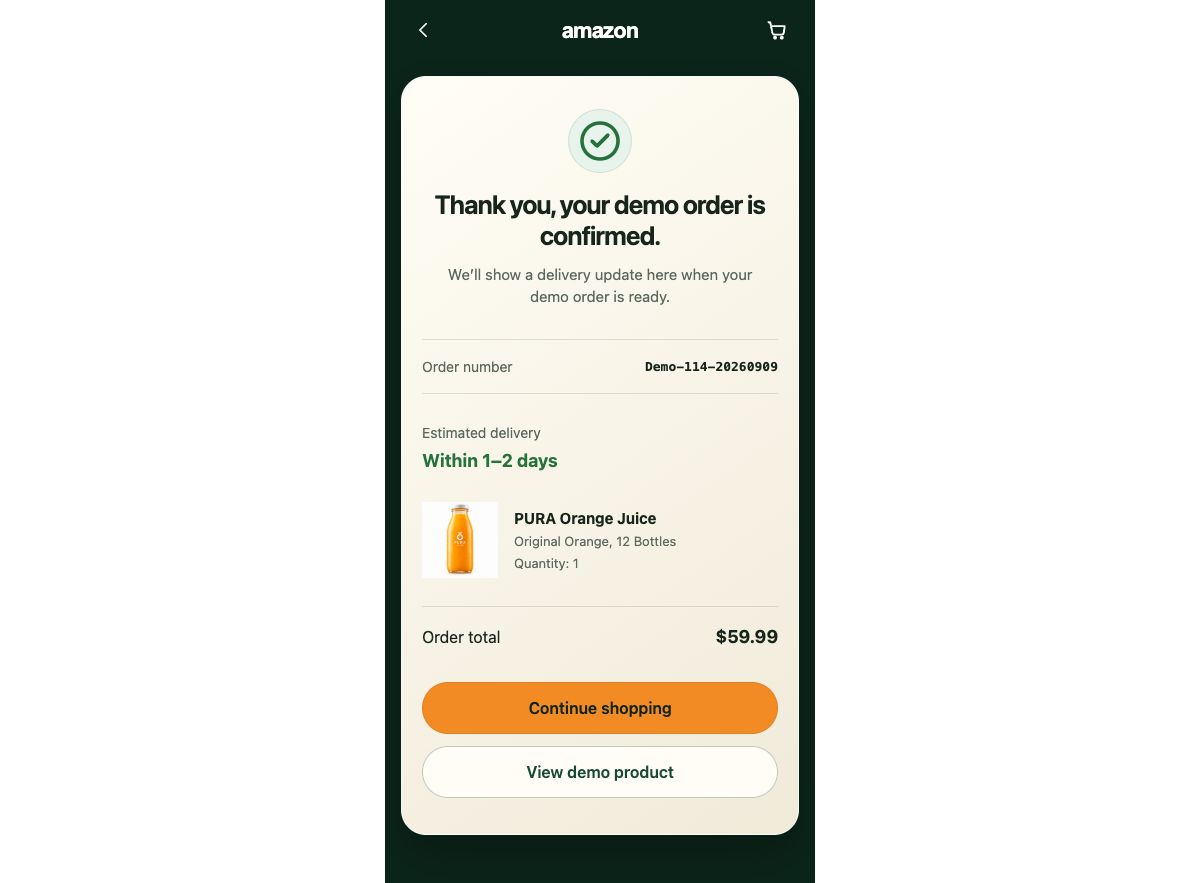 amazon
Thank you, your demo order is
confirmed.
We’ll show a delivery update here when your
demo order is ready.
Order number
Demo–114–20260909
Estimated delivery
Within 1–2 days
PURA
PURA Orange Juice
Original Orange, 12 Bottles
Quantity: 1
Order total
$59.99
Continue shopping
View demo product